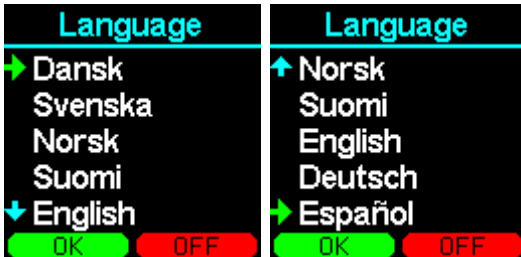 Language
Dansk
Svenska
Norsk
Suomi
English
OK OFF
Language
Norsk
Suomi
English
Deutsch
Español
OK OFF